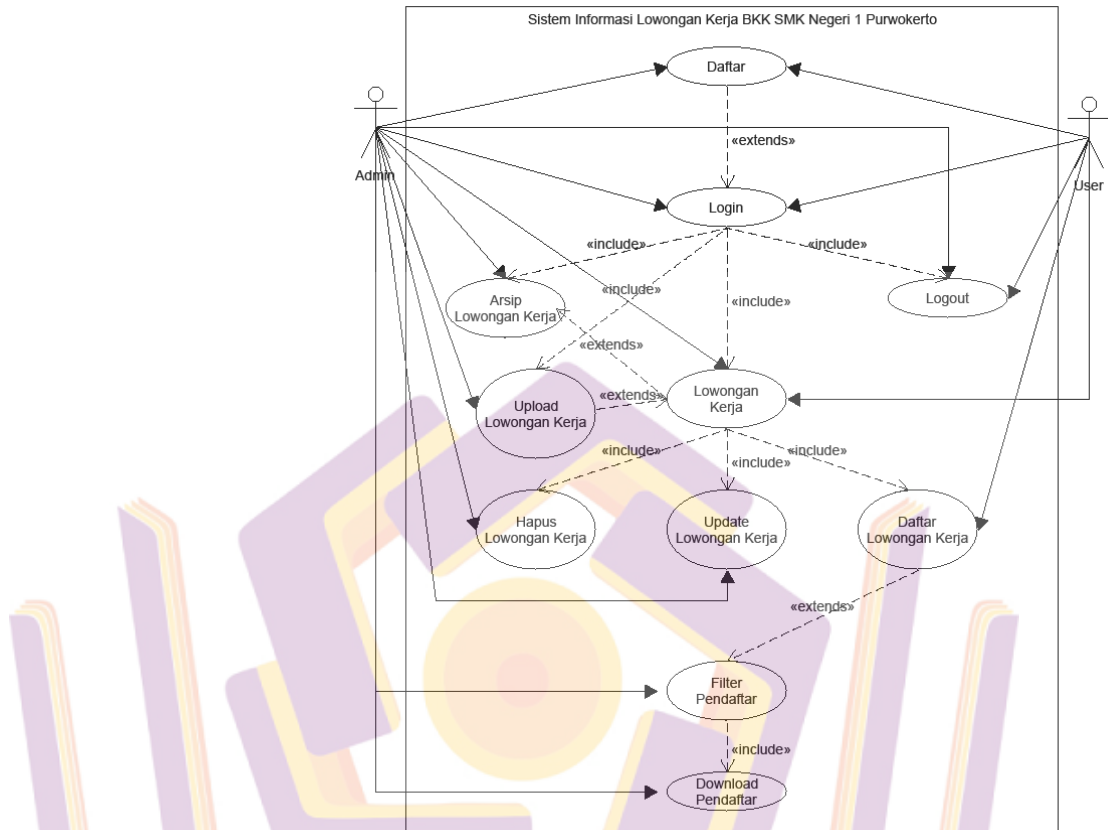 Sistem Informasi Lowongan Kerja BKK SMK Negeri 1 Purwokerto
Daftar
«extends»
Admin
User
Login
«include»
«include»
«include»
«include»
Arsip
Lowongan Kerja
Logout
«extends»
Upload
Lowongan Kerja
«extends»
Lowongan
Kerja
«include»
«include»
«include»
Hapus
Lowongan Kerja
Update
Lowongan Kerja
Daftar
Lowongan Kerja
«extends»
Filter
Pendaftar
«include»
Download
Pendaftar